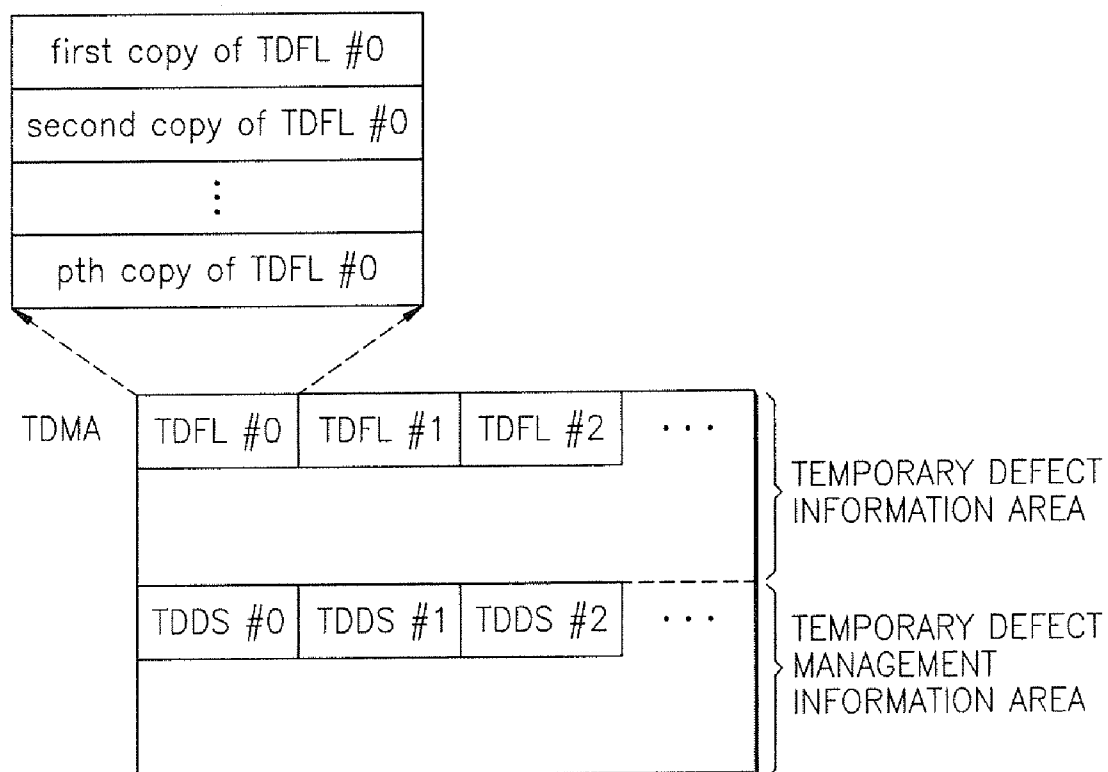 first copy of TDFL #0
second copy of TDFL #0
⋮
pth copy of TDFL #0
TDMA
TDFL #0
TDFL #1
TDFL #2
...
TEMPORARY DEFECT
INFORMATION AREA
TDDS #0
TDDS #1
TDDS #2
...
TEMPORARY DEFECT
MANAGEMENT
INFORMATION AREA